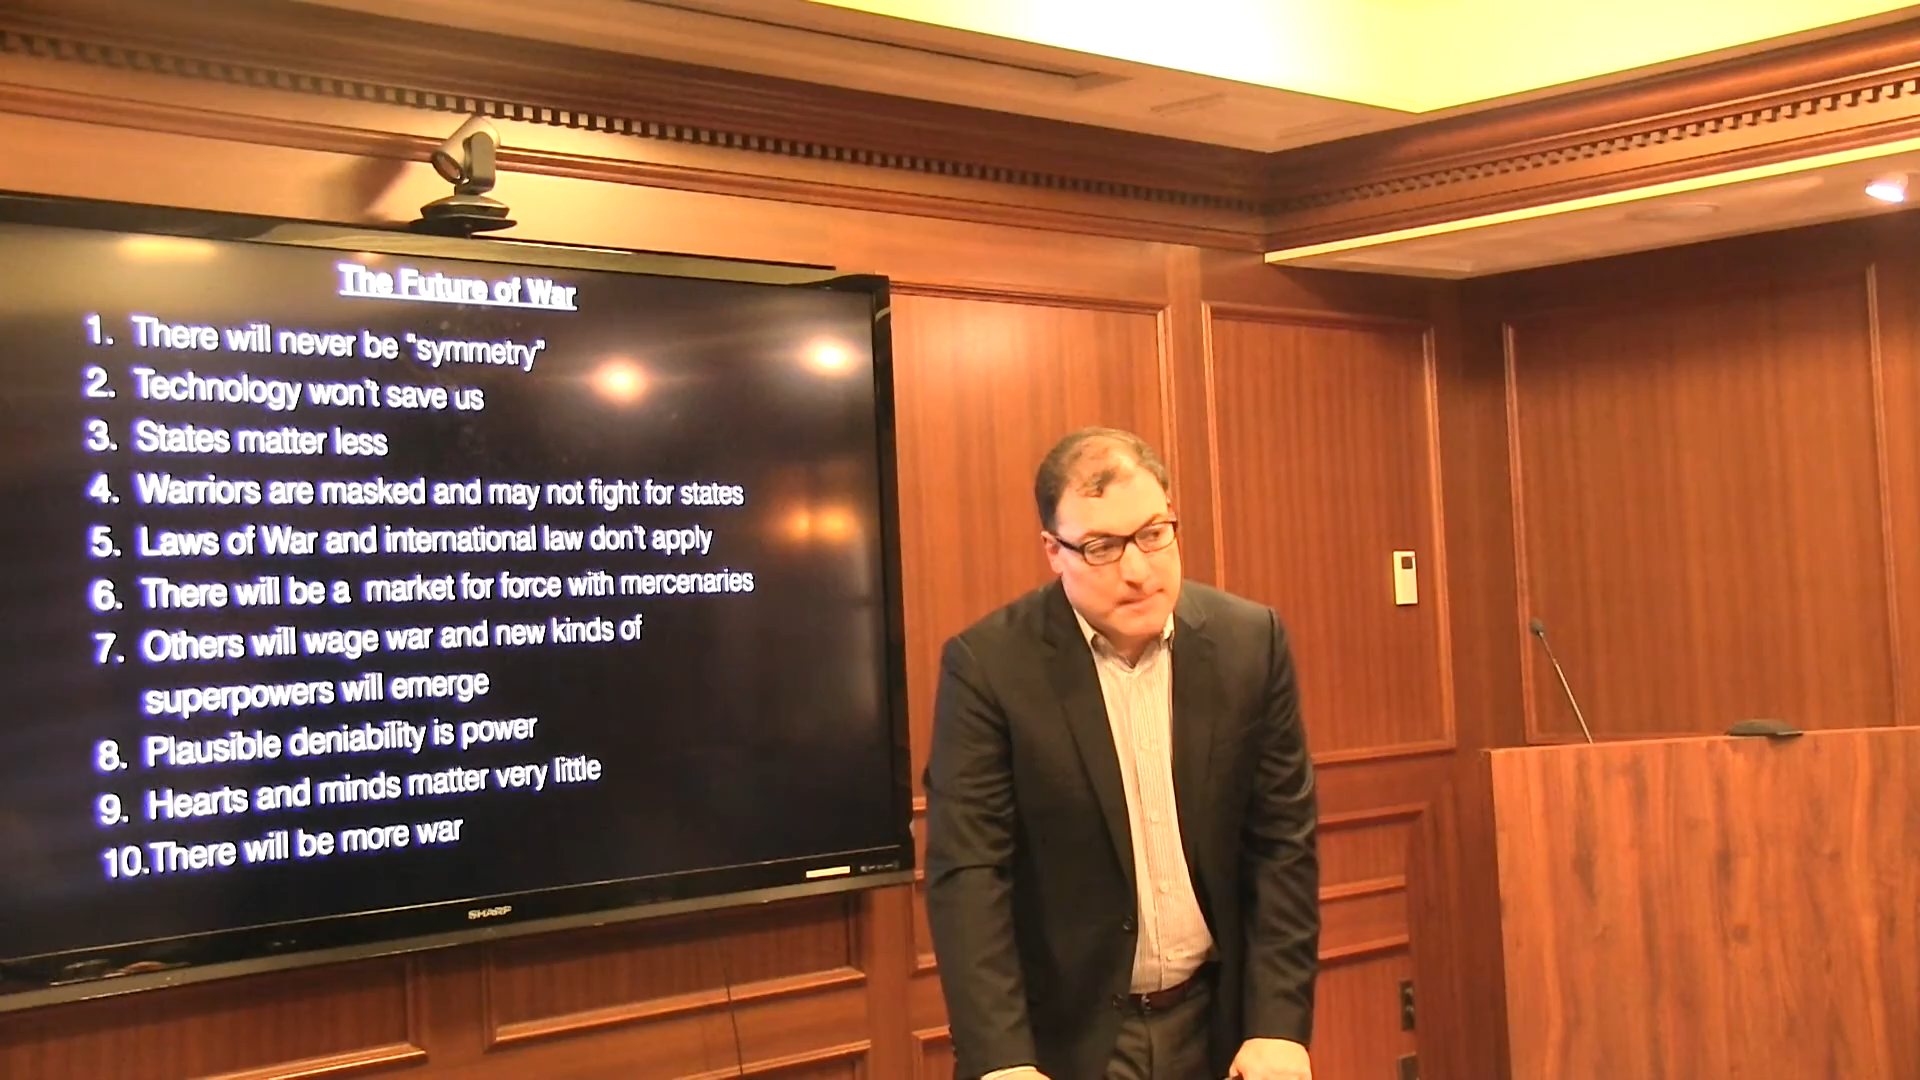 The Future of War
1. There will never be "symmetry"
2. Technology won't save us
3. States matter less
4. Warriors are masked and may not fight for states
5. Laws of War and international law don't apply
6. There will be a market for force with mercenaries
7. Others will wage war and new kinds of
superpowers will emerge
8. Plausible deniability is power
9. Hearts and minds matter very little
10.There will be more war
SHARP